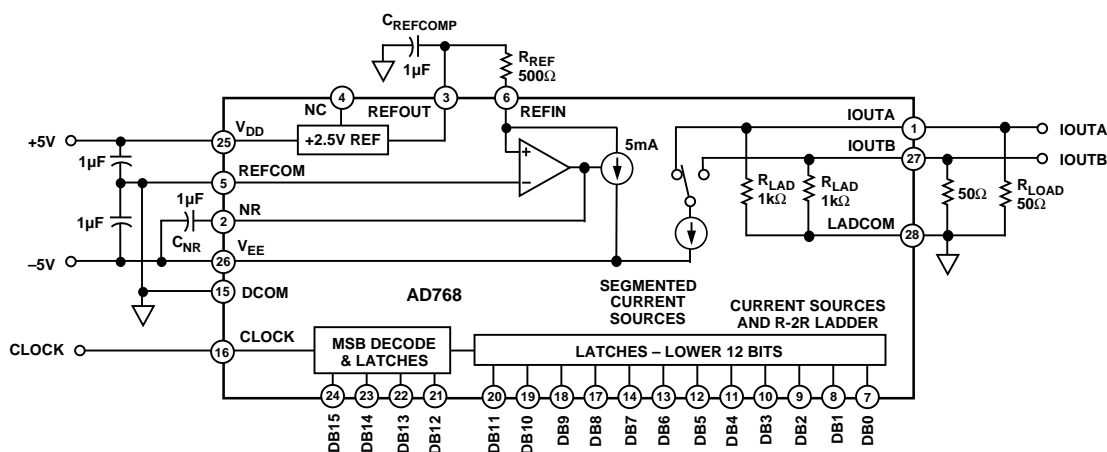 CREFCOMP
1µF
RREF
500Ω
4
3
6
NC
REFOUT
REFIN
+5V
25
VDD
+2.5V REF
5mA
IOUTA
1
IOUTA
1µF
IOUTB
27
IOUTB
5
REFCOM
+
–
1µF
1µF
2
NR
CNR
RLAD
1kΩ
RLAD
1kΩ
50Ω
RLOAD
50Ω
LADCOM
28
–5V
26
VEE
15
DCOM
AD768
SEGMENTED
CURRENT
SOURCES
CURRENT SOURCES
AND R-2R LADDER
CLOCK
16
CLOCK
MSB DECODE
& LATCHES
LATCHES – LOWER 12 BITS
24 23 22 21 20 19 18 17 14 13 12 11 10 9 8 7
DB15 DB14 DB13 DB12 DB11 DB10 DB9 DB8 DB7 DB6 DB5 DB4 DB3 DB2 DB1 DB0